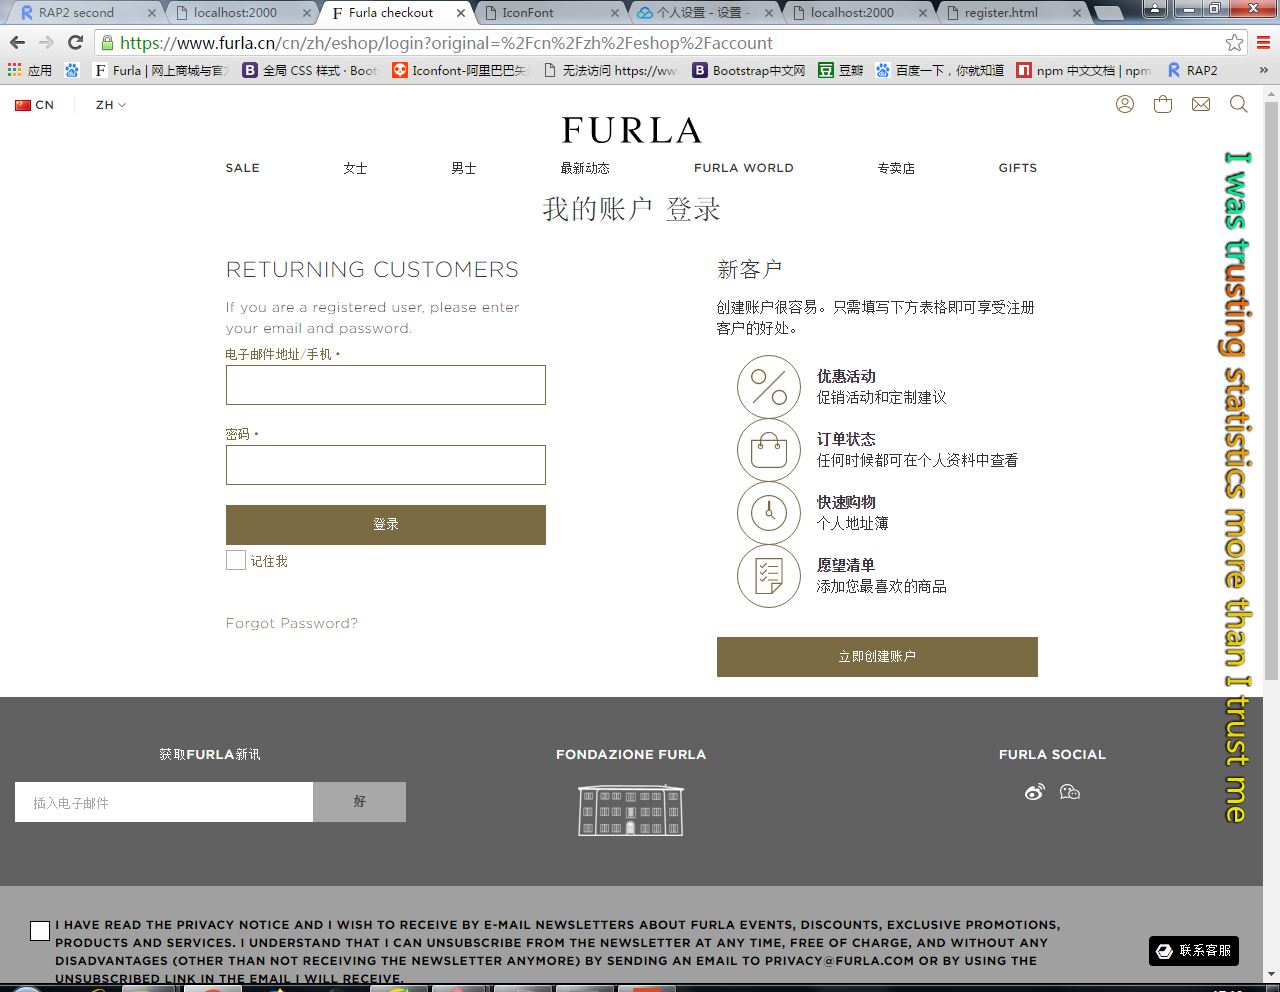 RAP2 second
localhost:2000
Furla checkout
IconFont
个人设置 - 设置 -
localhost:2000
register.html
https://www.furla.cn/cn/zh/eshop/login?original=%2Fcn%2Fzh%2Feshop%2Faccount
应用
Furla | 网上商城与官
全局 CSS 样式 · Boot
Iconfont-阿里巴巴矢
无法访问 https://ww
Bootstrap中文网
豆瓣
百度一下，你就知道
npm 中文文档 | npm
RAP2
»
CN
ZH
FURLA
SALE
女士
男士
最新动态
FURLA WORLD
专卖店
GIFTS
我的账户 登录
RETURNING CUSTOMERS
If you are a registered user, please enter
your email and password.
电子邮件地址/手机 *
密码 *
登录
记住我
Forgot Password?
新客户
创建账户很容易。只需填写下方表格即可享受注册
客户的好处。
优惠活动
促销活动和定制建议
订单状态
任何时候都可在个人资料中查看
快速购物
个人地址簿
愿望清单
添加您最喜欢的商品
立即创建账户
I was trusting statistics more than I trust me
获取FURLA新讯
插入电子邮件
好
FONDAZIONE FURLA
FURLA SOCIAL
I HAVE READ THE PRIVACY NOTICE AND I WISH TO RECEIVE BY E-MAIL NEWSLETTERS ABOUT FURLA EVENTS, DISCOUNTS, EXCLUSIVE PROMOTIONS,
PRODUCTS AND SERVICES. I UNDERSTAND THAT I CAN UNSUBSCRIBE FROM THE NEWSLETTER AT ANY TIME, FREE OF CHARGE, AND WITHOUT ANY
DISADVANTAGES (OTHER THAN NOT RECEIVING THE NEWSLETTER ANYMORE) BY SENDING AN EMAIL TO PRIVACY@FURLA.COM OR BY USING THE
UNSUBSCRIBED LINK IN THE EMAIL I WILL RECEIVE.
联系客服